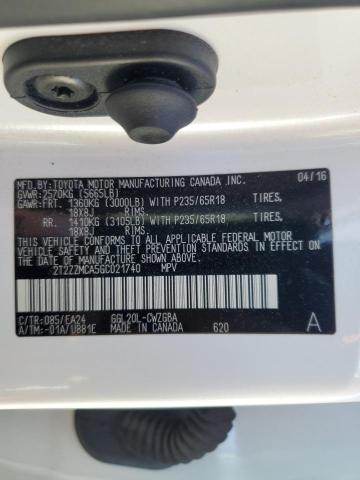 MFD. BY: TOYOTA MOTOR MANUFACTURING CANADA INC. 04/16
GVWR: 2570KG (5665LB)
GAWR: FRT. 1360KG (3000LB) WITH P235/65R18 TIRES,
18X8J RIMS,
RR. 1410KG (3105LB) WITH P235/65R18 TIRES,
18X8J RIMS,
THIS VEHICLE CONFORMS TO ALL APPLICABLE FEDERAL MOTOR
VEHICLE SAFETY AND THEFT PREVENTION STANDARDS IN EFFECT
ON THE DATE OF MANUFACTURE SHOWN ABOVE.
2T2ZZMCA5GC021740 MPV
C/TR: 085/EA24 GGL20L-CWZGBA
A/TM: -01A/U881E MADE IN CANADA 620 A